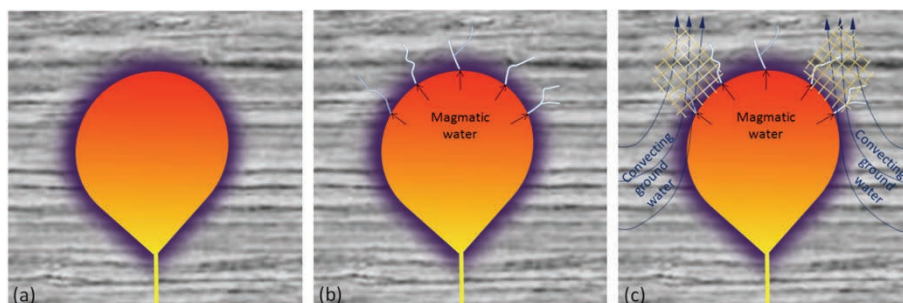 (a)
Magmatic
water
(b)
Magmatic
water
Convecting
ground
water
Convecting
ground
water
(c)